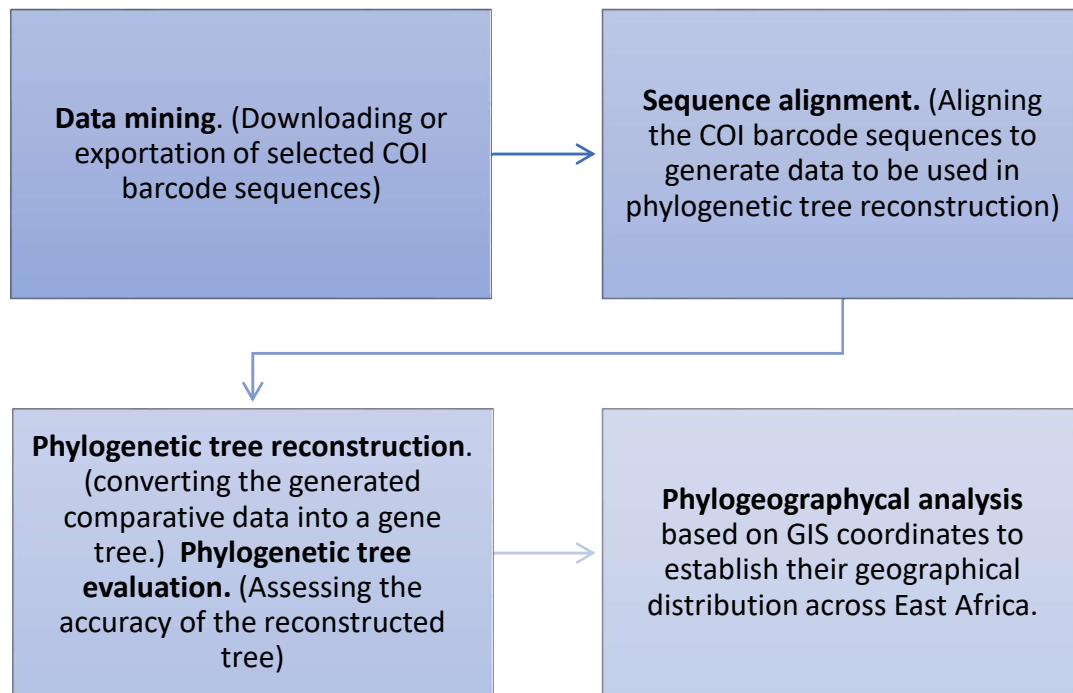 Data mining. (Downloading or
exportation of selected COI
barcode sequences)
Sequence alignment. (Aligning
the COI barcode sequences to
generate data to be used in
phylogenetic tree reconstruction)
Phylogenetic tree reconstruction.
(converting the generated
comparative data into a gene
tree.) Phylogenetic tree
evaluation. (Assessing the
accuracy of the reconstructed
tree)
Phylogeographycal analysis
based on GIS coordinates to
establish their geographical
distribution across East Africa.